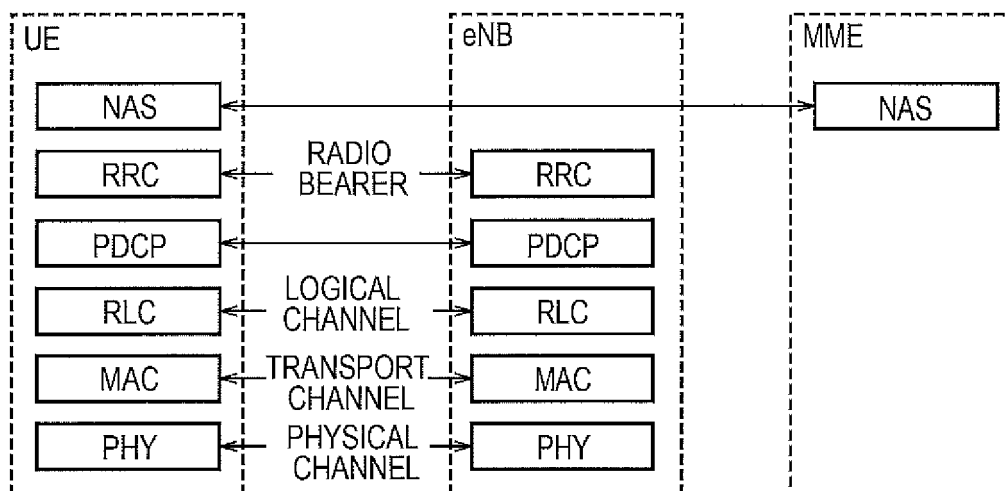 UE
eNB
MME
NAS
NAS
RRC
RADIO
BEARER
RRC
PDCP
PDCP
RLC
LOGICAL
CHANNEL
RLC
MAC
TRANSPORT
CHANNEL
MAC
PHY
PHYSICAL
CHANNEL
PHY